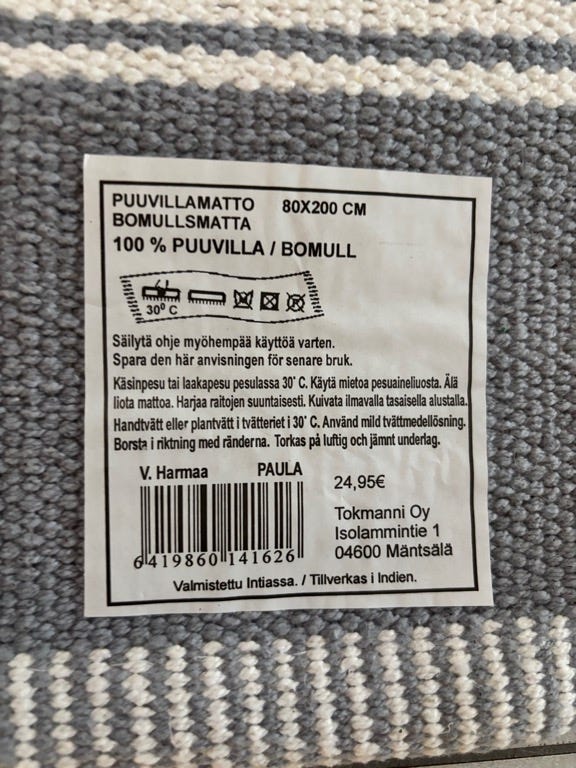 PUUVILLAMATTO 80X200 CM
BOMULLSMATTA
100 % PUUVILLA / BOMULL
30⁰ C
Säilytä ohje myöhempää käyttöä varten.
Spara den här anvisningen för senare bruk.
Käsinpesu tai laakapesu pesulassa 30˚ C. Käytä mietoa pesuaineliuosta. Älä
liota mattoa. Harjaa raitojen suuntaisesti. Kuivata ilmavalla tasaisella alustalla.
Handtvätt eller plantvätt i tvätteriet i 30˚ C. Använd mild tvättmedellösning.
Borsta i riktning med ränderna. Torkas på luftig och jämnt underlag.
V. Harmaa PAULA
24,95€
Tokmanni Oy
Isolammintie 1
04600 Mäntsälä
6 419860 141626
Valmistettu Intiassa. / Tillverkas i Indien.